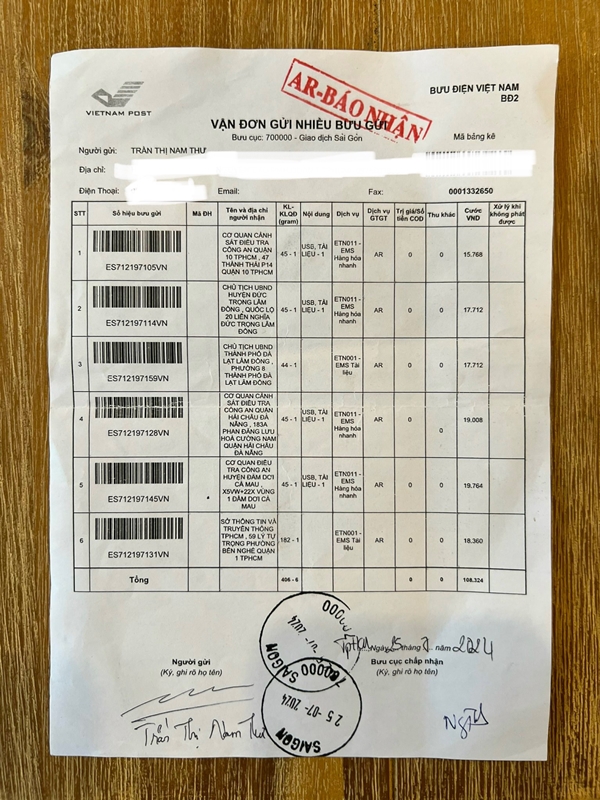 VIETNAM POST
AR-BÁO NHẬN
BƯU ĐIỆN VIỆT NAM
BĐ2
VẬN ĐƠN GỬI NHIỀU BƯU GỬI
Bưu cục: 700000 - Giao dịch Sài Gòn
Mã bảng kê
Người gửi: TRẦN THỊ NAM THƯ
Địa chỉ:
Điện Thoại: Email: Fax: 0001332650
STT Số hiệu bưu gửi Mã ĐH Tên và địa chỉ người nhận KL-KLQĐ (gram) Nội dung Dịch vụ Dịch vụ GTGT Trị giá/Số tiền COD Thu khác Cước VND Xử lý khi không phát được
1 ES712197105VN CƠ QUAN CẢNH SÁT ĐIỀU TRA CÔNG AN QUẬN 10 TPHCM , 47 THÀNH THÁI P14 QUẬN 10 TPHCM 45 - 1 USB, TÀI LIỆU - 1 ETN011 - EMS Hàng hóa nhanh AR 0 0 15.768
2 ES712197114VN CHỦ TỊCH UBND HUYỆN ĐỨC TRỌNG LÂM ĐỒNG , QUỐC LỘ 20 LIÊN NGHĨA ĐỨC TRỌNG LÂM ĐỒNG 45 - 1 USB, TÀI LIỆU - 1 ETN011 - EMS Hàng hóa nhanh AR 0 0 17.712
3 ES712197159VN CHỦ TỊCH UBND THÀNH PHỐ ĐÀ LẠT LÂM ĐỒNG , PHƯỜNG 8 THÀNH PHỐ ĐÀ LẠT LÂM ĐỒNG 44 - 1 ETN001 - EMS Tài liệu AR 0 0 17.712
4 ES712197128VN CƠ QUAN CẢNH SÁT ĐIỀU TRA CÔNG AN QUẬN HẢI CHÂU ĐÀ NẴNG , 183A PHAN ĐĂNG LƯU HOÀ CƯỜNG NAM QUẬN HẢI CHÂU ĐÀ NẴNG 45 - 1 USB, TÀI LIỆU - 1 ETN011 - EMS Hàng hóa nhanh AR 0 0 19,008
5 ES712197145VN CƠ QUAN ĐIỀU TRA CÔNG AN HUYỆN ĐẦM DƠI CÀ MAU , X5VW+22X VÙNG 1 ĐẦM DƠI CÀ MAU 45 - 1 USB, TÀI LIỆU - 1 ETN011 - EMS Hàng hóa nhanh AR 0 0 19.764
6 ES712197131VN SỞ THÔNG TIN VÀ TRUYỀN THÔNG TPHCM , 59 LÝ TỰ TRỌNG PHƯỜNG BẾN NGHÉ QUẬN 1 TPHCM 182 - 1 ETN001 - EMS Tài liệu AR 0 0 18.360
Tổng 406 - 6 0 0 108.324
TpHCM, Ngày 25 tháng 7 năm 2024
Người gửi Bưu cục chấp nhận
(Ký, ghi rõ họ tên) (Ký, ghi rõ họ tên)
700000
SAIGON
25-07-2024
SAIGON
Trần Thị Nam Thư